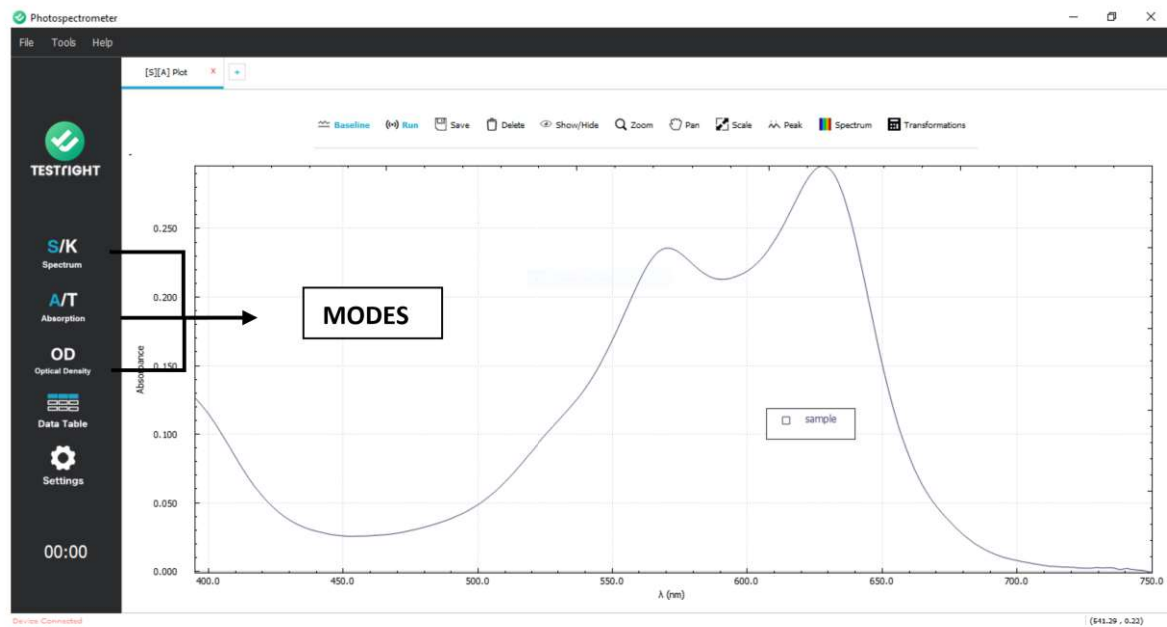 Photospectrometer
File Tools Help
[S][A] Plot X +
Baseline Run Save Delete Show/Hide Zoom Pan Scale Peak Spectrum Transformations
TESTRIGHT
S/K
Spectrum
A/T
Absorption
OD
Optical Density
Data Table
Settings
00:00
MODES
Absorbance
0.250
0.200
0.150
0.100
0.050
0.000
sample
400.0 450.0 500.0 550.0 600.0 650.0 700.0 750.0
λ (nm)
Device Connected
(541.29 , 0.22)